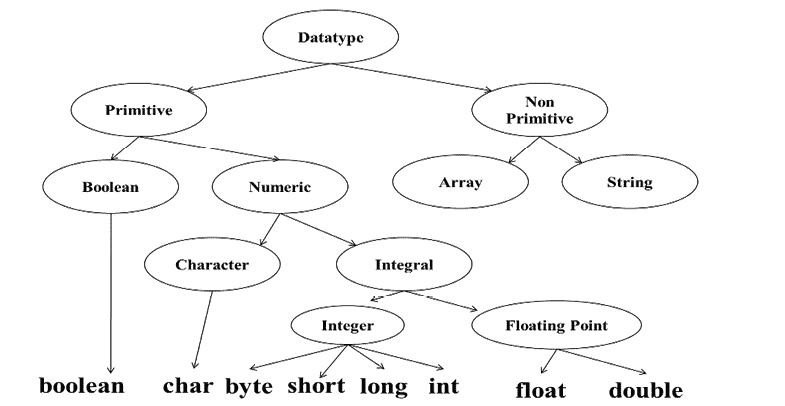 Datatype
Primitive
Non
Primitive
Boolean
Numeric
Array
String
Character
Integral
Integer
Floating Point
boolean
char
byte
short
long
int
float
double